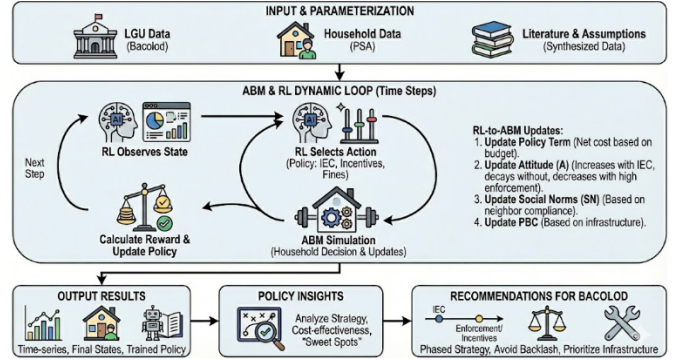 INPUT & PARAMETERIZATION
LGU Data
(Bacolod)
Household Data
(PSA)
Literature & Assumptions
(Synthesized Data)
ABM & RL DYNAMIC LOOP (Time Steps)
AI
RL Observes State
AI
RL Selects Action
(Policy: IEC, Incentives,
Fines)
Next
Step
Calculate Reward &
Update Policy
ABM Simulation
(Household Decision & Updates)
RL-to-ABM Updates:
1. Update Policy Term (Net cost based on
budget).
2. Update Attitude (A) (Increases with IEC,
decays without, decreases with high
enforcement).
3. Update Social Norms (SN) (Based on
neighbor compliance).
4. Update PBC (Based on infrastructure).
OUTPUT RESULTS
Time-series, Final States, Trained Policy
POLICY INSIGHTS
Analyze Strategy,
Cost-effectiveness,
"Sweet Spots"
RECOMMENDATIONS FOR BACOLOD
IEC
Enforcement/
Incentives
Phased Strategy, Avoid Backlash, Prioritize Infrastructure